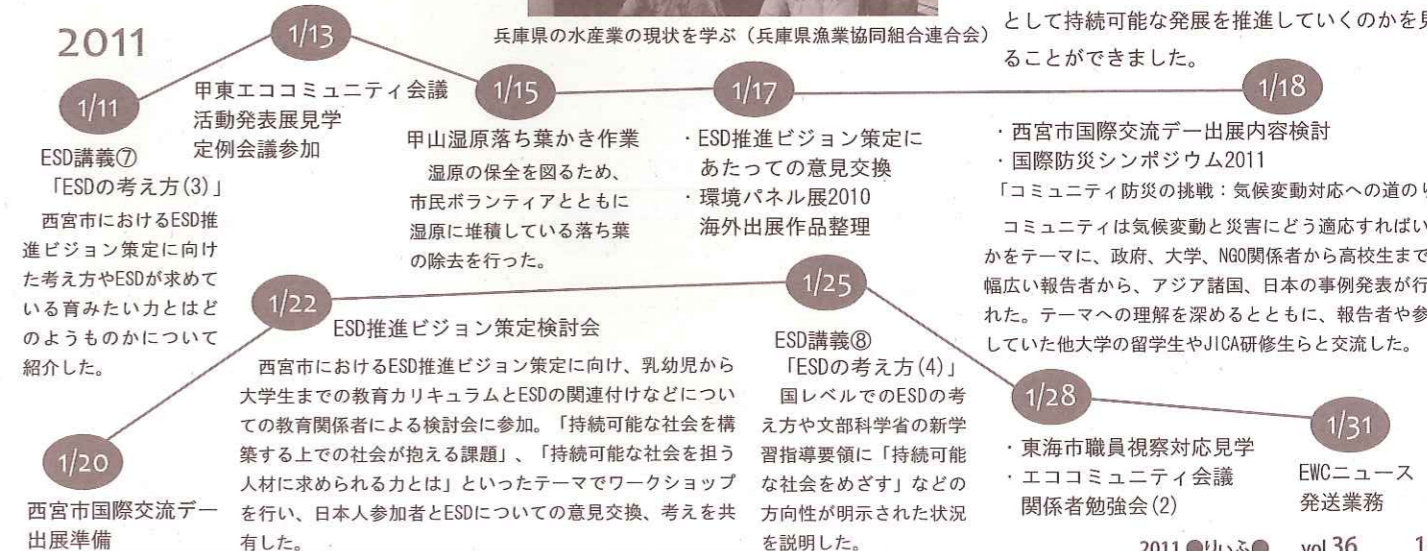 兵庫県の水産業の現状を学ぶ（兵庫県漁業協同組合連合会）
として持続可能な発展を推進していくのかを見
ることができました。
2011
1/11
ESD講義⑦
「ESDの考え方(3)」
西宮市におけるESD推
進ビジョン策定に向け
た考え方やESDが求めて
いる育みたい力とはど
のようものかについて
紹介した。
1/13
甲東エココミュニティ会議
活動発表展見学
定例会議参加
1/15
甲山湿原落ち葉かき作業
湿原の保全を図るため、
市民ボランティアとともに
湿原に堆積している落ち葉
の除去を行った。
1/17
・ESD推進ビジョン策定に
あたっての意見交換
・環境パネル展2010
海外出展作品整理
1/18
・西宮市国際交流デー出展内容検討
・国際防災シンポジウム2011
「コミュニティ防災の挑戦：気候変動対応への道の
コミュニティは気候変動と災害にどう適応すればい
かをテーマに、政府、大学、NGO関係者から高校生まで
幅広い報告者から、アジア諸国、日本の事例発表が行
れた。テーマへの理解を深めるとともに、報告者や参
していた他大学の留学生やJICA研修生らと交流した。
1/20
西宮市国際交流デー
出展準備
1/22
ESD推進ビジョン策定検討会
西宮市におけるESD推進ビジョン策定に向け、乳幼児から
大学生までの教育カリキュラムとESDの関連付けなどについ
ての教育関係者による検討会に参加。「持続可能な社会を構
築する上での社会が抱える課題」、「持続可能な社会を担う
人材に求められる力とは」といったテーマでワークショップ
を行い、日本人参加者とESDについての意見交換、考えを共
有した。
1/25
ESD講義⑧
「ESDの考え方(4)」
国レベルでのESDの考
え方や文部科学省の新学
習指導要領に「持続可能
な社会をめざす」などの
方向性が明示された状況
を説明した。
1/28
・東海市職員視察対応見学
・エココミュニティ会議
関係者勉強会(2)
1/31
EWCニュース
発送業務
2011 ●りいふ● vol.36